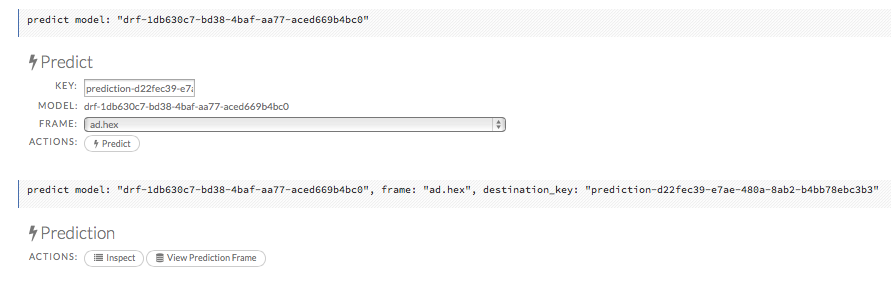 predict model: "drf-1db630c7-bd38-4baf-aa77-aced669b4bc0"
Predict
KEY: prediction-d22fec39-e7a
MODEL: drf-1db630c7-bd38-4baf-aa77-aced669b4bc0
FRAME: ad.hex
ACTIONS: Predict
predict model: "drf-1db630c7-bd38-4baf-aa77-aced669b4bc0", frame: "ad.hex", destination_key: "prediction-d22fec39-e7ae-480a-8ab2-b4bb78ebc3b3"
Prediction
ACTIONS: Inspect View Prediction Frame